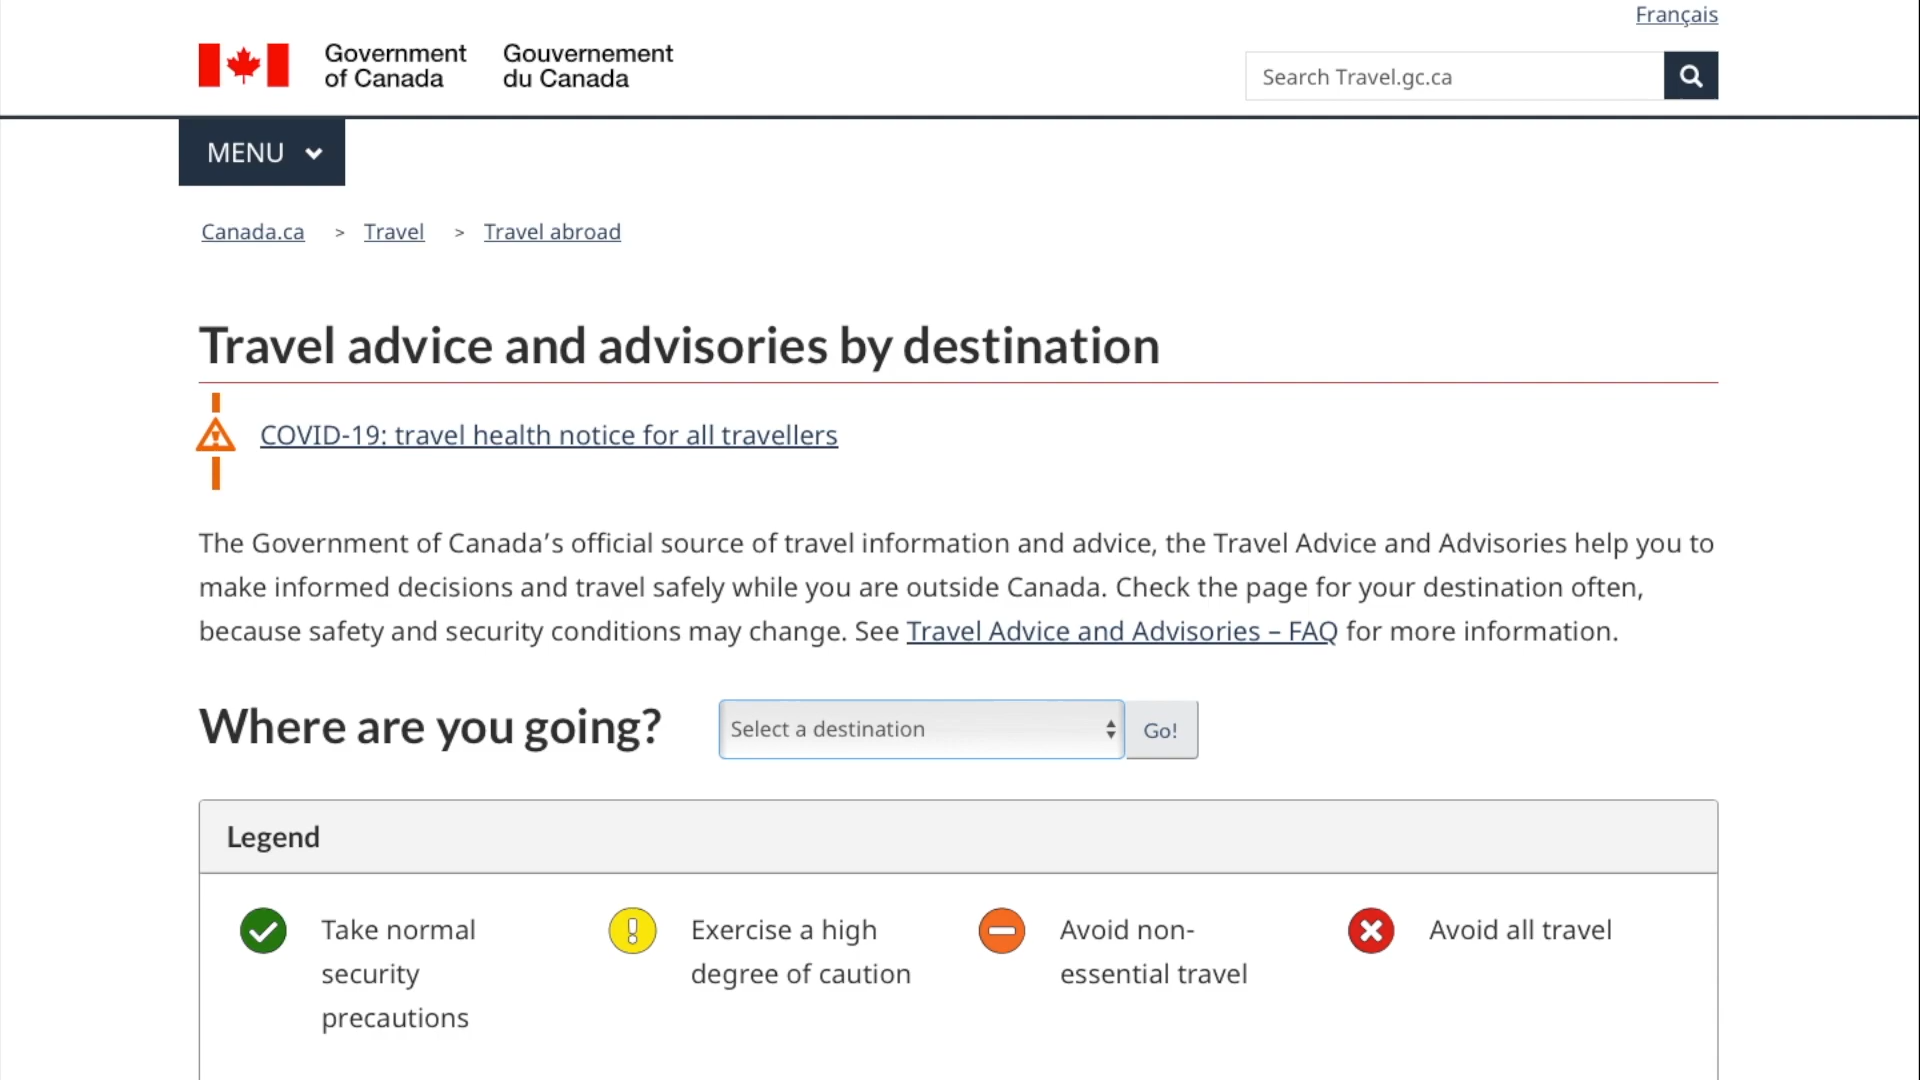 Français
Government
of Canada
Gouvernement
du Canada
Search Travel.gc.ca
MENU
Canada.ca > Travel > Travel abroad
Travel advice and advisories by destination
COVID-19: travel health notice for all travellers
The Government of Canada’s official source of travel information and advice, the Travel Advice and Advisories help you to
make informed decisions and travel safely while you are outside Canada. Check the page for your destination often,
because safety and security conditions may change. See Travel Advice and Advisories – FAQ for more information.
Where are you going?
Select a destination
Go!
Legend
Take normal
security
precautions
Exercise a high
degree of caution
Avoid non-
essential travel
Avoid all travel